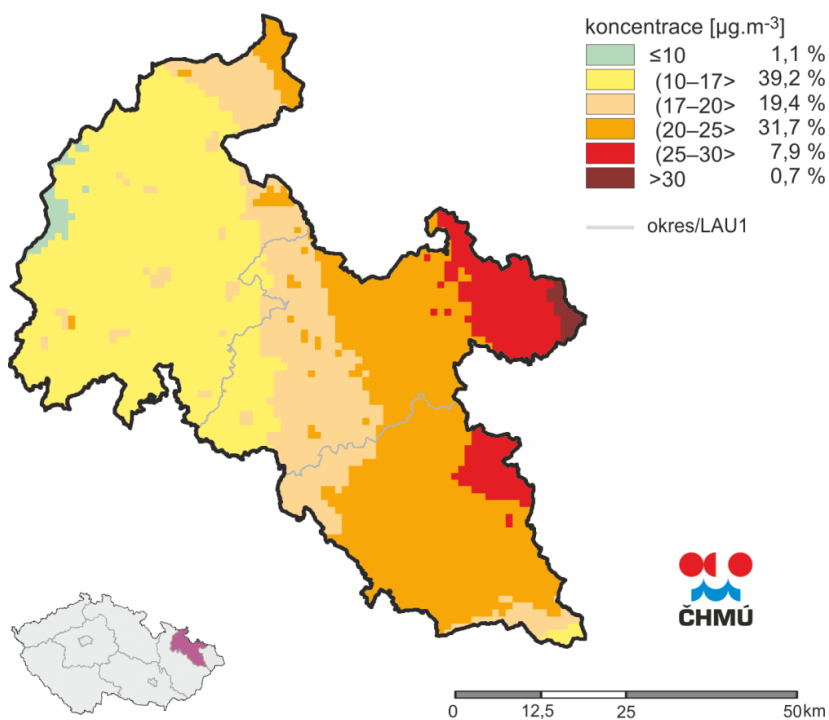 koncentrace [µg.m-³]
≤10 1,1 %
(10–17> 39,2 %
(17–20> 19,4 %
(20–25> 31,7 %
(25–30> 7,9 %
>30 0,7 %
okres/LAU1
ČHMÚ
0 12,5 25 50km